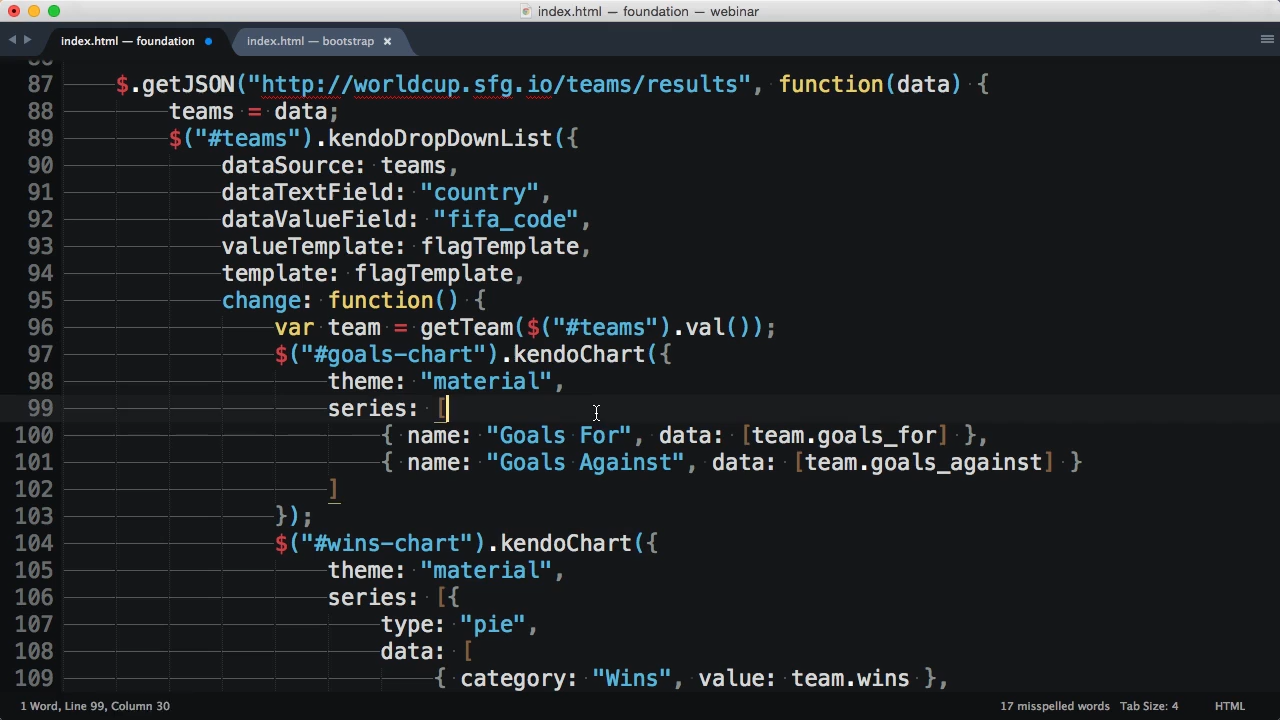 index.html — foundation — webinar
index.html — foundation
index.html — bootstrap ×
87 $.getJSON("http://worldcup.sfg.io/teams/results", function(data) {
88 teams = data;
89 $("#teams").kendoDropDownList({
90 dataSource: teams,
91 dataTextField: "country",
92 dataValueField: "fifa_code",
93 valueTemplate: flagTemplate,
94 template: flagTemplate,
95 change: function() {
96 var team = getTeam($("#teams").val());
97 $("#goals-chart").kendoChart({
98 theme: "material",
99 series: [
100 { name: "Goals For", data: [team.goals_for] },
101 { name: "Goals Against", data: [team.goals_against] }
102 ]
103 });
104 $("#wins-chart").kendoChart({
105 theme: "material",
106 series: [{
107 type: "pie",
108 data: [
109 { category: "Wins", value: team.wins },
1 Word, Line 99, Column 30
17 misspelled words Tab Size: 4 HTML